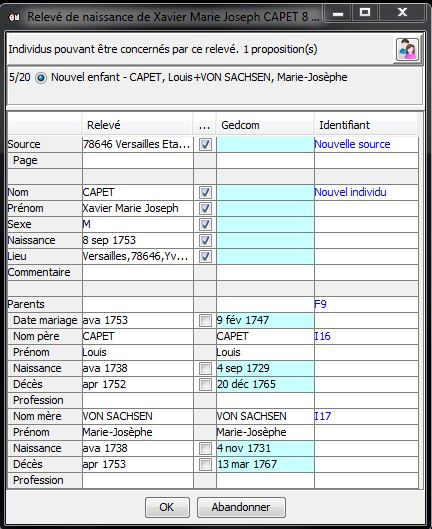 Relevé de naissance de Xavier Marie Joseph CAPET 8 ...
Individus pouvant être concernés par ce relevé. 1 proposition(s)
5/20 Nouvel enfant - CAPET, Louis+VON SACHSEN, Marie-Josèphe
Relevé ... Gedcom Identifiant
Source 78646 Versailles Eta... Nouvelle source
Page
Nom CAPET Nouvel individu
Prénom Xavier Marie Joseph
Sexe M
Naissance 8 sep 1753
Lieu Versailles,78646,Yv...
Commentaire
Parents F9
Date mariage ava 1753 9 fév 1747
Nom père CAPET CAPET I16
Prénom Louis Louis
Naissance ava 1738 4 sep 1729
Décès apr 1752 20 déc 1765
Profession
Nom mère VON SACHSEN VON SACHSEN I17
Prénom Marie-Josèphe Marie-Josèphe
Naissance ava 1738 4 nov 1731
Décès apr 1753 13 mar 1767
Profession
OK Abandonner